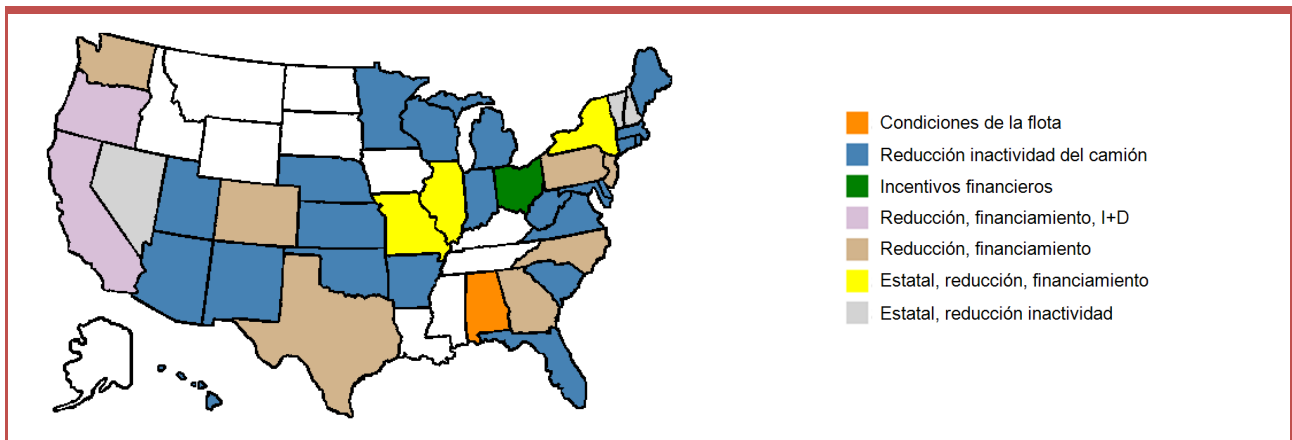 Condiciones de la flota
Reducción inactividad del camión
Incentivos financieros
Reducción, financiamiento, I+D
Reducción, financiamiento
Estatal, reducción, financiamiento
Estatal, reducción inactividad